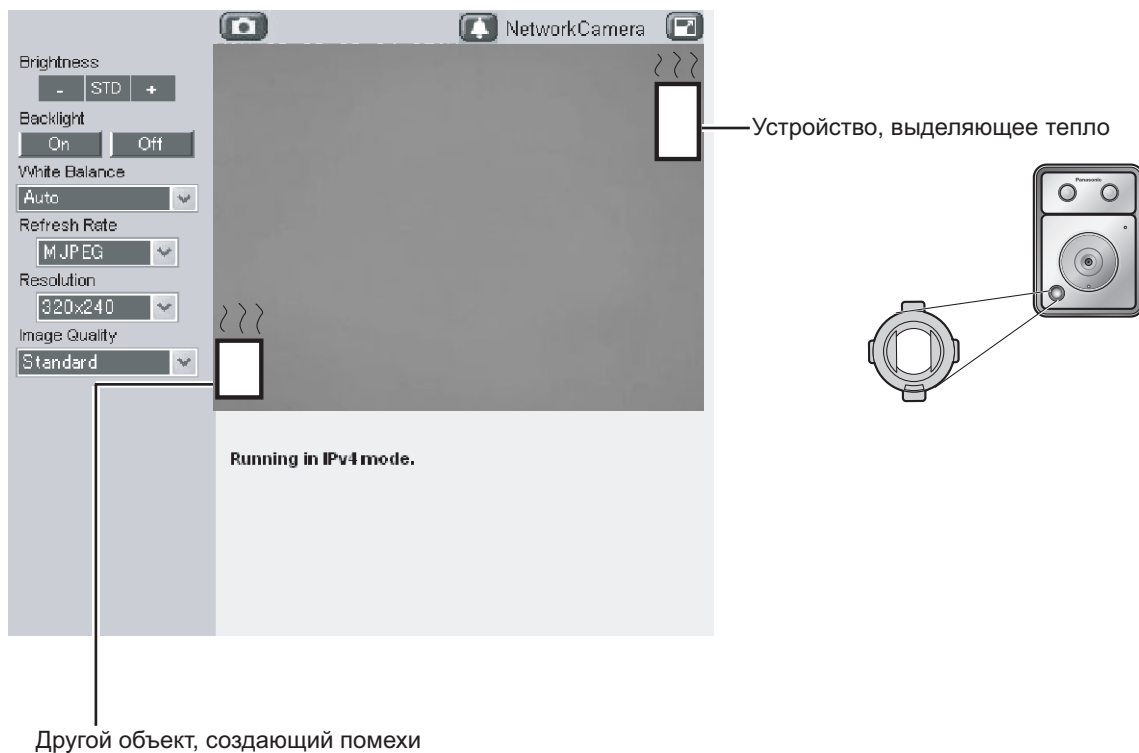 NetworkCamera
Brightness
- STD +
Backlight
On Off
White Balance
Auto
Refresh Rate
MJPEG
Resolution
320x240
Image Quality
Standard
Устройство, выделяющее тепло
Panasonic
Running in IPv4 mode.
Другой объект, создающий помехи